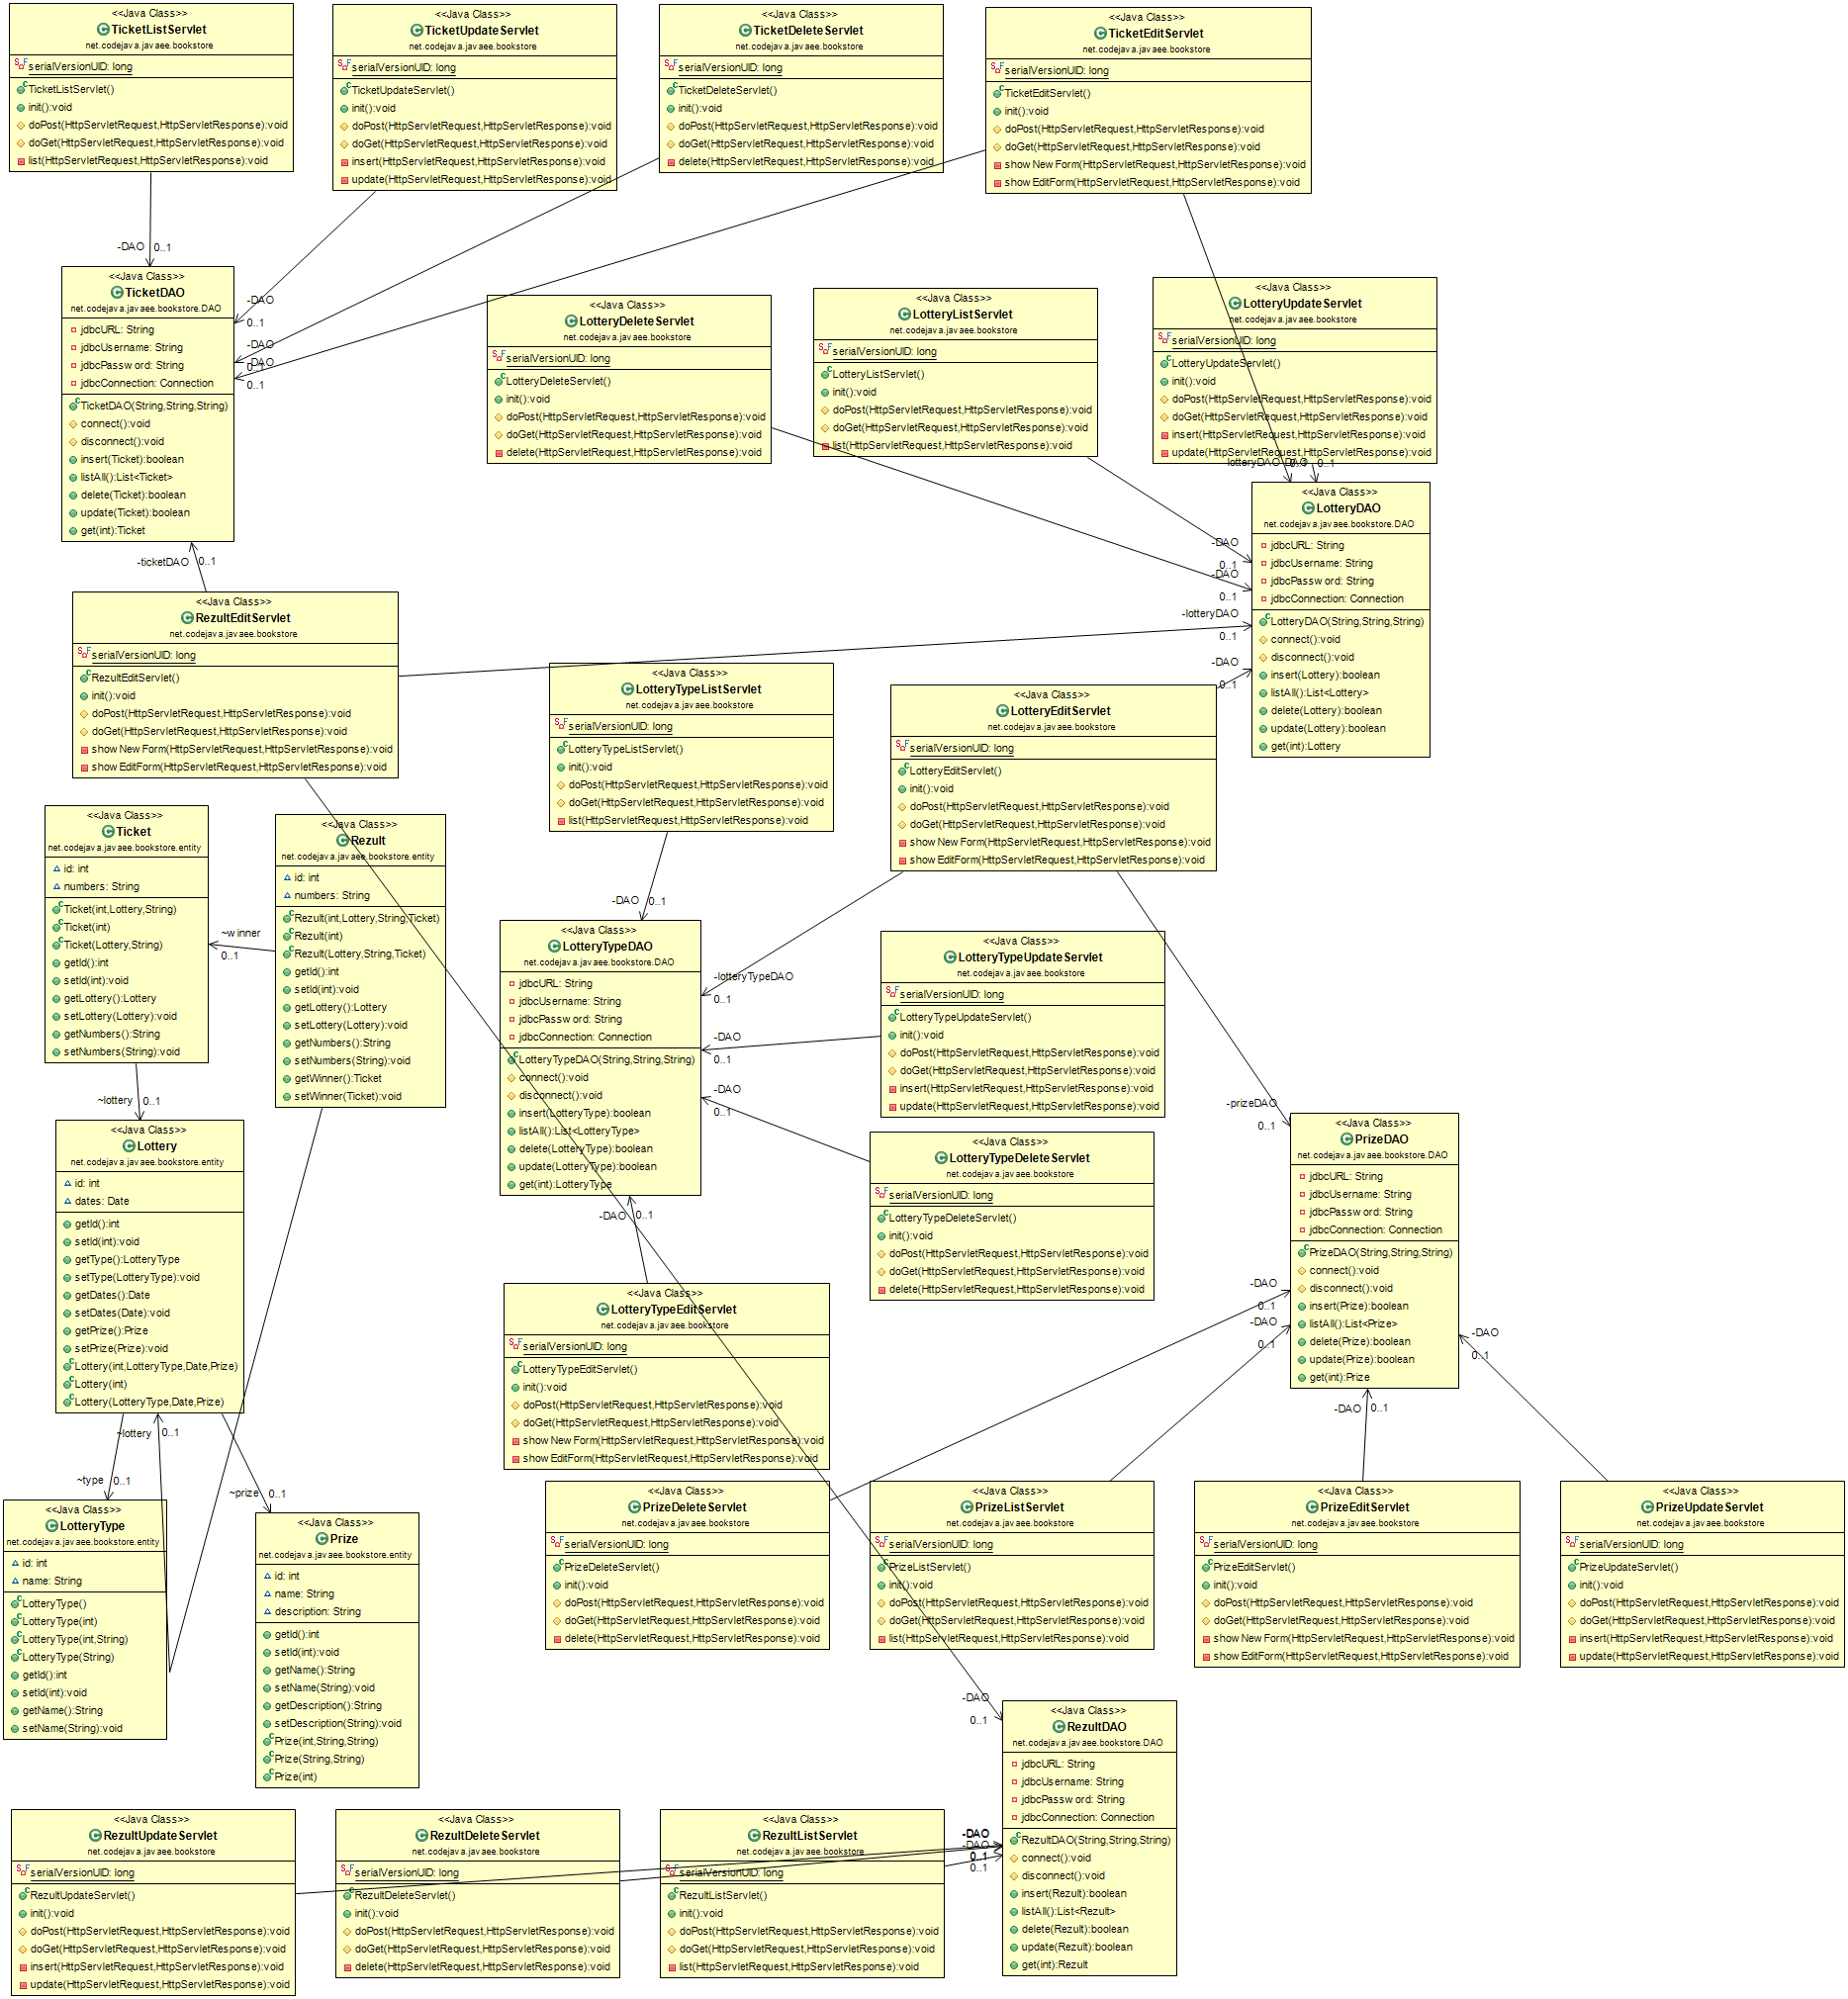 <<Java Class>>
TicketListServlet
net.codejava.javaee.bookstore
serialVersionUID: long
TicketListServlet()
init():void
doPost(HttpServletRequest,HttpServletResponse):void
doGet(HttpServletRequest,HttpServletResponse):void
list(HttpServletRequest,HttpServletResponse):void
<<Java Class>>
TicketUpdateServlet
net.codejava.javaee.bookstore
serialVersionUID: long
TicketUpdateServlet()
init():void
doPost(HttpServletRequest,HttpServletResponse):void
doGet(HttpServletRequest,HttpServletResponse):void
insert(HttpServletRequest,HttpServletResponse):void
update(HttpServletRequest,HttpServletResponse):void
<<Java Class>>
TicketDeleteServlet
net.codejava.javaee.bookstore
serialVersionUID: long
TicketDeleteServlet()
init():void
doPost(HttpServletRequest,HttpServletResponse):void
doGet(HttpServletRequest,HttpServletResponse):void
delete(HttpServletRequest,HttpServletResponse):void
<<Java Class>>
TicketEditServlet
net.codejava.javaee.bookstore
serialVersionUID: long
TicketEditServlet()
init():void
doPost(HttpServletRequest,HttpServletResponse):void
doGet(HttpServletRequest,HttpServletResponse):void
showNewForm(HttpServletRequest,HttpServletResponse):void
showEditForm(HttpServletRequest,HttpServletResponse):void
-DAO 0..1
<<Java Class>>
TicketDAO
net.codejava.javaee.bookstore.DAO
jdbcURL: String
jdbcUsername: String
jdbcPassword: String
jdbcConnection: Connection
TicketDAO(String,String,String)
connect():void
disconnect():void
insert(Ticket):boolean
listAll():List<Ticket>
delete(Ticket):boolean
update(Ticket):boolean
get(int):Ticket
-DAO
0..1
-DAO
-DAO
0..1
0..1
<<Java Class>>
LotteryDeleteServlet
net.codejava.javaee.bookstore
serialVersionUID: long
LotteryDeleteServlet()
init():void
doPost(HttpServletRequest,HttpServletResponse):void
doGet(HttpServletRequest,HttpServletResponse):void
delete(HttpServletRequest,HttpServletResponse):void
<<Java Class>>
LotteryListServlet
net.codejava.javaee.bookstore
serialVersionUID: long
LotteryListServlet()
init():void
doPost(HttpServletRequest,HttpServletResponse):void
doGet(HttpServletRequest,HttpServletResponse):void
list(HttpServletRequest,HttpServletResponse):void
<<Java Class>>
LotteryUpdateServlet
net.codejava.javaee.bookstore
serialVersionUID: long
LotteryUpdateServlet()
init():void
doPost(HttpServletRequest,HttpServletResponse):void
doGet(HttpServletRequest,HttpServletResponse):void
insert(HttpServletRequest,HttpServletResponse):void
update(HttpServletRequest,HttpServletResponse):void
0..1
<<Java Class>>
LotteryDAO
net.codejava.javaee.bookstore.DAO
jdbcURL: String
jdbcUsername: String
jdbcPassword: String
jdbcConnection: Connection
LotteryDAO(String,String,String)
connect():void
disconnect():void
insert(Lottery):boolean
listAll():List<Lottery>
delete(Lottery):boolean
update(Lottery):boolean
get(int):Lottery
-DAO
0..1
-DAO
0..1
-lotteryDAO
0..1
-DAO
0..1
-ticketDAO 0..1
<<Java Class>>
RezultEditServlet
net.codejava.javaee.bookstore
serialVersionUID: long
RezultEditServlet()
init():void
doPost(HttpServletRequest,HttpServletResponse):void
doGet(HttpServletRequest,HttpServletResponse):void
showNewForm(HttpServletRequest,HttpServletResponse):void
showEditForm(HttpServletRequest,HttpServletResponse):void
<<Java Class>>
LotteryTypeListServlet
net.codejava.javaee.bookstore
serialVersionUID: long
LotteryTypeListServlet()
init():void
doPost(HttpServletRequest,HttpServletResponse):void
doGet(HttpServletRequest,HttpServletResponse):void
list(HttpServletRequest,HttpServletResponse):void
<<Java Class>>
LotteryEditServlet
net.codejava.javaee.bookstore
serialVersionUID: long
LotteryEditServlet()
init():void
doPost(HttpServletRequest,HttpServletResponse):void
doGet(HttpServletRequest,HttpServletResponse):void
showNewForm(HttpServletRequest,HttpServletResponse):void
showEditForm(HttpServletRequest,HttpServletResponse):void
<<Java Class>>
Ticket
net.codejava.javaee.bookstore.entity
id: int
numbers: String
Ticket(int,Lottery,String)
Ticket(int)
Ticket(Lottery,String)
getId():int
setId(int):void
getLottery():Lottery
setLottery(Lottery):void
getNumbers():String
setNumbers(String):void
~winner
0..1
<<Java Class>>
Rezult
net.codejava.javaee.bookstore.entity
id: int
numbers: String
Rezult(int,Lottery,String,Ticket)
Rezult(int)
Rezult(Lottery,String,Ticket)
getId():int
setId(int):void
getLottery():Lottery
setLottery(Lottery):void
getNumbers():String
setNumbers(String):void
getWinner():Ticket
setWinner(Ticket):void
-DAO 0..1
<<Java Class>>
LotteryTypeDAO
net.codejava.javaee.bookstore.DAO
jdbcURL: String
jdbcUsername: String
jdbcPassword: String
jdbcConnection: Connection
LotteryTypeDAO(String,String,String)
connect():void
disconnect():void
insert(LotteryType):boolean
listAll():List<LotteryType>
delete(LotteryType):boolean
update(LotteryType):boolean
get(int):LotteryType
-lotteryTypeDAO
0..1
-DAO
0..1
-DAO
0..1
-DAO 0..1
<<Java Class>>
LotteryTypeUpdateServlet
net.codejava.javaee.bookstore
serialVersionUID: long
LotteryTypeUpdateServlet()
init():void
doPost(HttpServletRequest,HttpServletResponse):void
doGet(HttpServletRequest,HttpServletResponse):void
insert(HttpServletRequest,HttpServletResponse):void
update(HttpServletRequest,HttpServletResponse):void
<<Java Class>>
LotteryTypeDeleteServlet
net.codejava.javaee.bookstore
serialVersionUID: long
LotteryTypeDeleteServlet()
init():void
doPost(HttpServletRequest,HttpServletResponse):void
doGet(HttpServletRequest,HttpServletResponse):void
delete(HttpServletRequest,HttpServletResponse):void
~lottery 0..1
<<Java Class>>
Lottery
net.codejava.javaee.bookstore.entity
id: int
dates: Date
getId():int
setId(int):void
getType():LotteryType
setType(LotteryType):void
getDates():Date
setDates(Date):void
getPrize():Prize
setPrize(Prize):void
Lottery(int,LotteryType,Date,Prize)
Lottery(int)
Lottery(LotteryType,Date,Prize)
~lottery 0..1
~type 0..1
~prize 0..1
-prizeDAO
0..1
<<Java Class>>
PrizeDAO
net.codejava.javaee.bookstore.DAO
jdbcURL: String
jdbcUsername: String
jdbcPassword: String
jdbcConnection: Connection
PrizeDAO(String,String,String)
connect():void
disconnect():void
insert(Prize):boolean
listAll():List<Prize>
delete(Prize):boolean
update(Prize):boolean
get(int):Prize
-DAO
0..1
-DAO
0..1
-DAO
0..1
-DAO 0..1
<<Java Class>>
LotteryTypeEditServlet
net.codejava.javaee.bookstore
serialVersionUID: long
LotteryTypeEditServlet()
init():void
doPost(HttpServletRequest,HttpServletResponse):void
doGet(HttpServletRequest,HttpServletResponse):void
showNewForm(HttpServletRequest,HttpServletResponse):void
showEditForm(HttpServletRequest,HttpServletResponse):void
<<Java Class>>
LotteryType
net.codejava.javaee.bookstore.entity
id: int
name: String
LotteryType()
LotteryType(int)
LotteryType(int,String)
LotteryType(String)
getId():int
setId(int):void
getName():String
setName(String):void
<<Java Class>>
Prize
net.codejava.javaee.bookstore.entity
id: int
name: String
description: String
getId():int
setId(int):void
getName():String
setName(String):void
getDescription():String
setDescription(String):void
Prize(int,String,String)
Prize(String,String)
Prize(int)
<<Java Class>>
PrizeDeleteServlet
net.codejava.javaee.bookstore
serialVersionUID: long
PrizeDeleteServlet()
init():void
doPost(HttpServletRequest,HttpServletResponse):void
doGet(HttpServletRequest,HttpServletResponse):void
delete(HttpServletRequest,HttpServletResponse):void
<<Java Class>>
PrizeListServlet
net.codejava.javaee.bookstore
serialVersionUID: long
PrizeListServlet()
init():void
doPost(HttpServletRequest,HttpServletResponse):void
doGet(HttpServletRequest,HttpServletResponse):void
list(HttpServletRequest,HttpServletResponse):void
<<Java Class>>
PrizeEditServlet
net.codejava.javaee.bookstore
serialVersionUID: long
PrizeEditServlet()
init():void
doPost(HttpServletRequest,HttpServletResponse):void
doGet(HttpServletRequest,HttpServletResponse):void
showNewForm(HttpServletRequest,HttpServletResponse):void
showEditForm(HttpServletRequest,HttpServletResponse):void
<<Java Class>>
PrizeUpdateServlet
net.codejava.javaee.bookstore
serialVersionUID: long
PrizeUpdateServlet()
init():void
doPost(HttpServletRequest,HttpServletResponse):void
doGet(HttpServletRequest,HttpServletResponse):void
insert(HttpServletRequest,HttpServletResponse):void
update(HttpServletRequest,HttpServletResponse):void
-DAO
0..1
<<Java Class>>
RezultDAO
net.codejava.javaee.bookstore.DAO
jdbcURL: String
jdbcUsername: String
jdbcPassword: String
jdbcConnection: Connection
RezultDAO(String,String,String)
connect():void
disconnect():void
insert(Rezult):boolean
listAll():List<Rezult>
delete(Rezult):boolean
update(Rezult):boolean
get(int):Rezult
<<Java Class>>
RezultUpdateServlet
net.codejava.javaee.bookstore
serialVersionUID: long
RezultUpdateServlet()
init():void
doPost(HttpServletRequest,HttpServletResponse):void
doGet(HttpServletRequest,HttpServletResponse):void
insert(HttpServletRequest,HttpServletResponse):void
update(HttpServletRequest,HttpServletResponse):void
<<Java Class>>
RezultDeleteServlet
net.codejava.javaee.bookstore
serialVersionUID: long
RezultDeleteServlet()
init():void
doPost(HttpServletRequest,HttpServletResponse):void
doGet(HttpServletRequest,HttpServletResponse):void
delete(HttpServletRequest,HttpServletResponse):void
<<Java Class>>
RezultListServlet
net.codejava.javaee.bookstore
serialVersionUID: long
RezultListServlet()
init():void
doPost(HttpServletRequest,HttpServletResponse):void
doGet(HttpServletRequest,HttpServletResponse):void
list(HttpServletRequest,HttpServletResponse):void
-DAO
-DAO
0..1
0..1